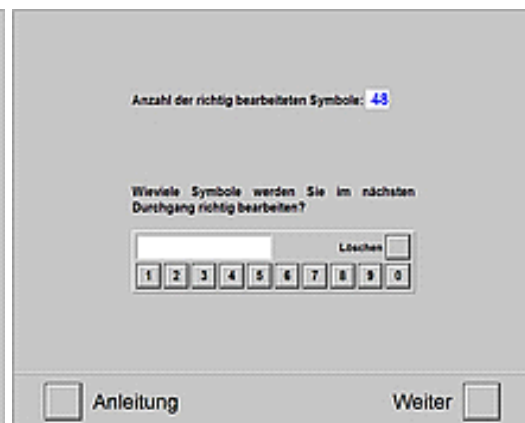 Anzahl der richtig bearbeiteten Symbole: 48
Wieviele Symbole werden Sie im nächsten
Durchgang richtig bearbeiten?
Löschen
1 2 3 4 5 6 7 8 9 0
Anleitung Weiter